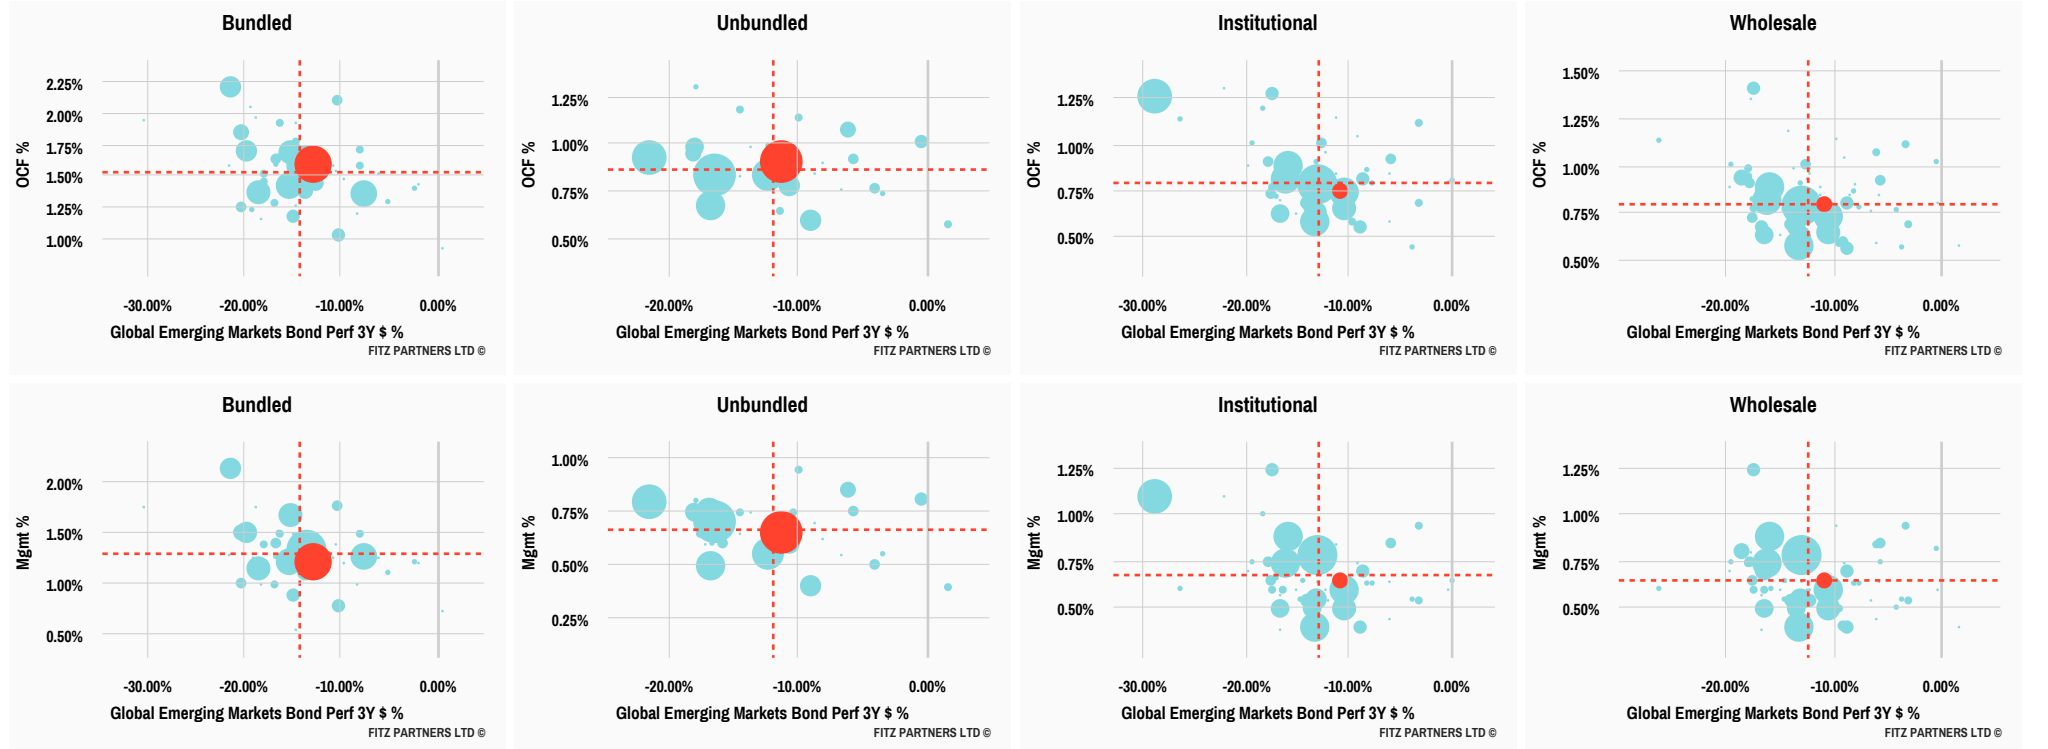 Bundled
2.25%
2.00%
1.75%
1.50%
1.25%
1.00%
OCF %
-30.00%
-20.00%
-10.00%
0.00%
Global Emerging Markets Bond Perf 3Y $ %
FITZ PARTNERS LTD ©
Unbundled
1.25%
1.00%
0.75%
0.50%
OCF %
-20.00%
-10.00%
0.00%
Global Emerging Markets Bond Perf 3Y $ %
FITZ PARTNERS LTD ©
Institutional
1.25%
1.00%
0.75%
0.50%
OCF %
-30.00%
-20.00%
-10.00%
0.00%
Global Emerging Markets Bond Perf 3Y $ %
FITZ PARTNERS LTD ©
Wholesale
1.50%
1.25%
1.00%
0.75%
0.50%
OCF %
-20.00%
-10.00%
0.00%
Global Emerging Markets Bond Perf 3Y $ %
FITZ PARTNERS LTD ©
Bundled
2.00%
1.50%
1.00%
0.50%
Mgmt %
-30.00%
-20.00%
-10.00%
0.00%
Global Emerging Markets Bond Perf 3Y $ %
FITZ PARTNERS LTD ©
Unbundled
1.00%
0.75%
0.50%
0.25%
Mgmt %
-20.00%
-10.00%
0.00%
Global Emerging Markets Bond Perf 3Y $ %
FITZ PARTNERS LTD ©
Institutional
1.25%
1.00%
0.75%
0.50%
Mgmt %
-30.00%
-20.00%
-10.00%
0.00%
Global Emerging Markets Bond Perf 3Y $ %
FITZ PARTNERS LTD ©
Wholesale
1.25%
1.00%
0.75%
0.50%
Mgmt %
-20.00%
-10.00%
0.00%
Global Emerging Markets Bond Perf 3Y $ %
FITZ PARTNERS LTD ©